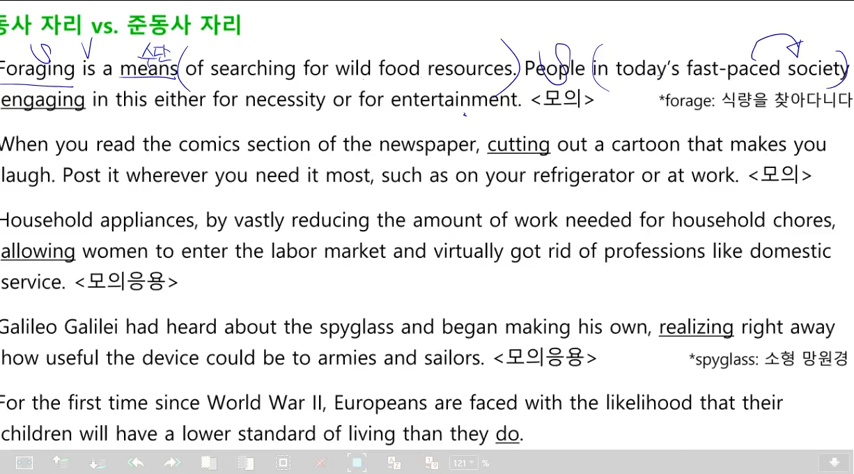 동사 자리 vs. 준동사 자리
S V 수단 S
Foraging is a means of searching for wild food resources. People in today's fast-paced society
engaging in this either for necessity or for entertainment. <모의> *forage: 식량을 찾아다니다
When you read the comics section of the newspaper, cutting out a cartoon that makes you
laugh. Post it wherever you need it most, such as on your refrigerator or at work. <모의>
Household appliances, by vastly reducing the amount of work needed for household chores,
allowing women to enter the labor market and virtually got rid of professions like domestic
service. <모의응용>
Galileo Galilei had heard about the spyglass and began making his own, realizing right away
how useful the device could be to armies and sailors. <모의응용> *spyglass: 소형 망원경
For the first time since World War II, Europeans are faced with the likelihood that their
children will have a lower standard of living than they do.
121 %